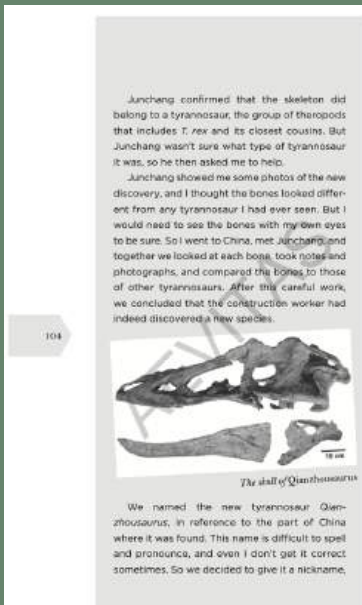 Junchang confirmed that the skeleton did
belong to a tyrannosaur, the group of theropods
that includes T. rex and its closest cousins. But
Junchang wasn't sure what type of tyrannosaur
it was, so he then asked me to help.
Junchang showed me some photos of the new
discovery, and I thought the bones looked differ-
ent from any tyrannosaur I had ever seen. But I
would need to see the bones with my own eyes
to be sure. So I went to China, met Junchang, and
together we looked at each bone, took notes and
photographs, and compared the bones to those
of other tyrannosaurs. After this careful work,
we concluded that the construction worker had
indeed discovered a new species.
104
AEVITAS
10 cm
The skull of Qianzhousaurus
We named the new tyrannosaur Qian-
zhousaurus, in reference to the part of China
where it was found. This name is difficult to spell
and pronounce, and even I don't get it correct
sometimes. So we decided to give it a nickname,